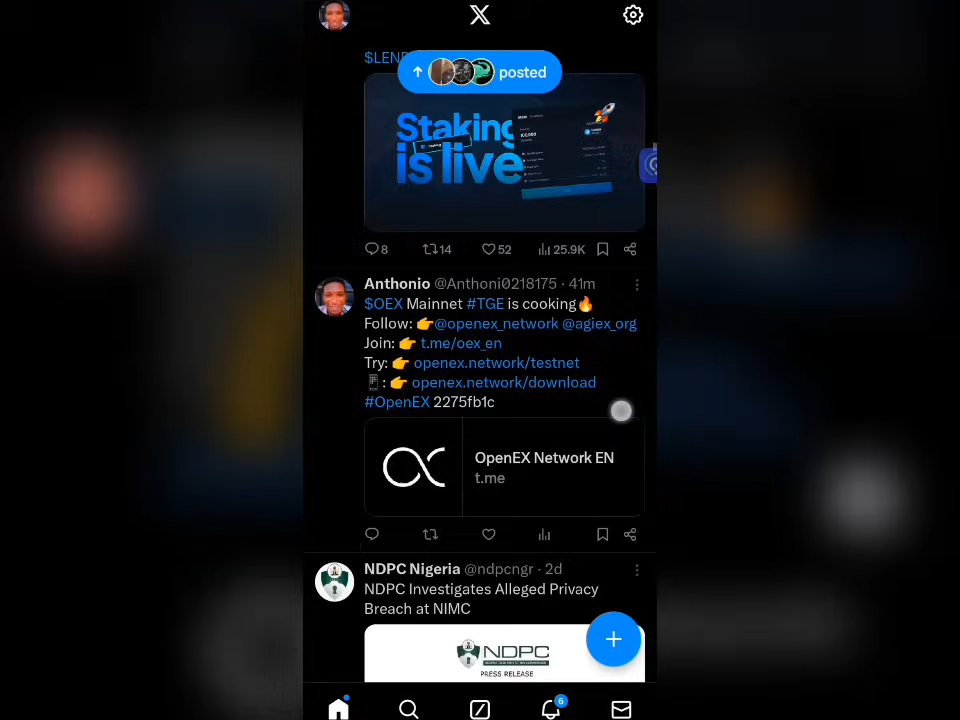 $LEND
posted
Staking
is live
8
14
52
25.9K
Anthonio @Anthoni0218175 · 41m
$OEX Mainnet #TGE is cooking🔥
Follow: 👉@openex_network @agiex_org
Join: 👉 t.me/oex_en
Try: 👉 openex.network/testnet
📱: 👉 openex.network/download
#OpenEX 2275fb1c
OpenEX Network EN
t.me
NDPC Nigeria @ndpcngr · 2d
NDPC Investigates Alleged Privacy
Breach at NIMC
NDPC
PRESS RELEASE
6